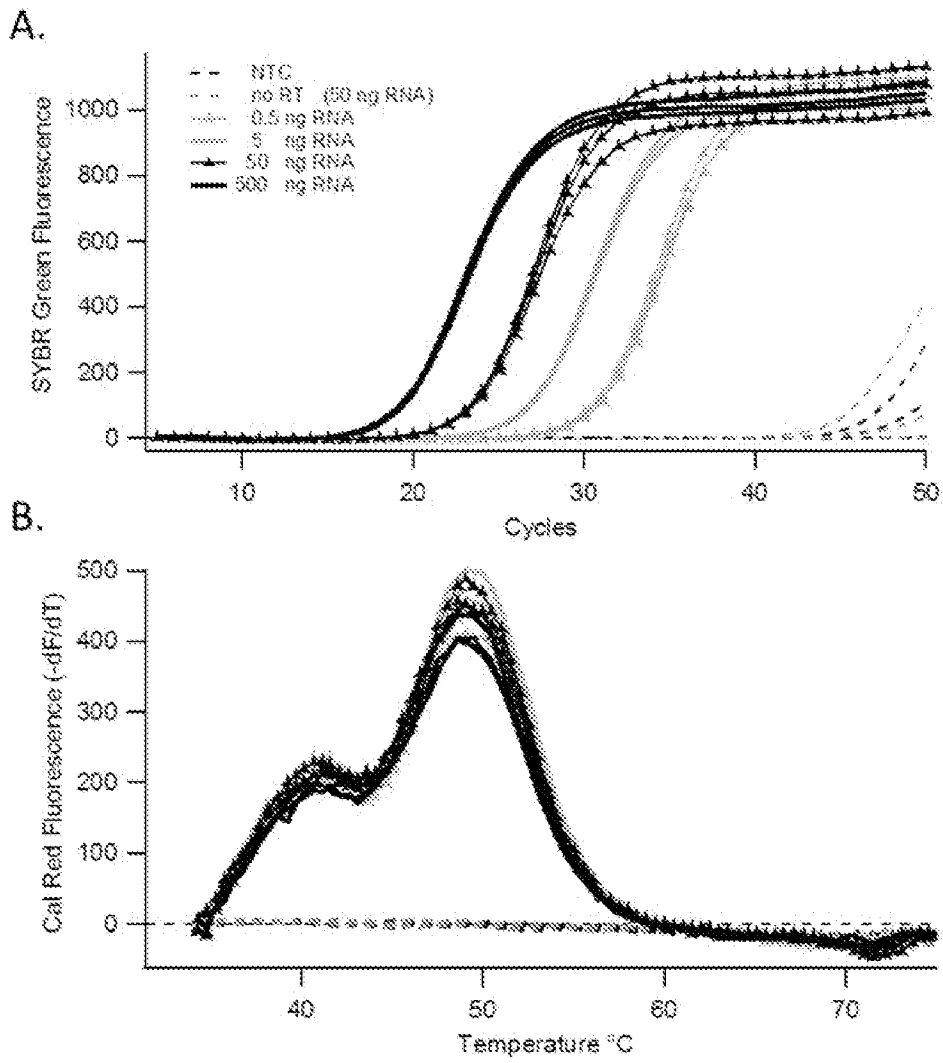 A.
SYBR Green Fluorescence
1000
800
600
400
200
0
NTC
no RT (50 ng RNA)
0.5 ng RNA
5 ng RNA
50 ng RNA
500 ng RNA
10
20
30
40
50
Cycles
B.
Cal Red Fluorescence (-dF/dT)
500
400
300
200
100
0
40
50
60
70
Temperature °C